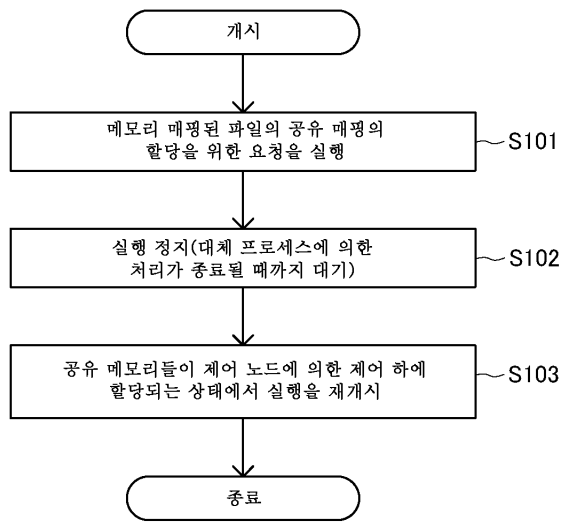 개시
메모리 매핑된 파일의 공유 매핑의
할당을 위한 요청을 실행
S101
실행 정지(대체 프로세스에 의한
처리가 종료될 때까지 대기)
S102
공유 메모리들이 제어 노드에 의한 제어 하에
할당되는 상태에서 실행을 재개시
S103
종료